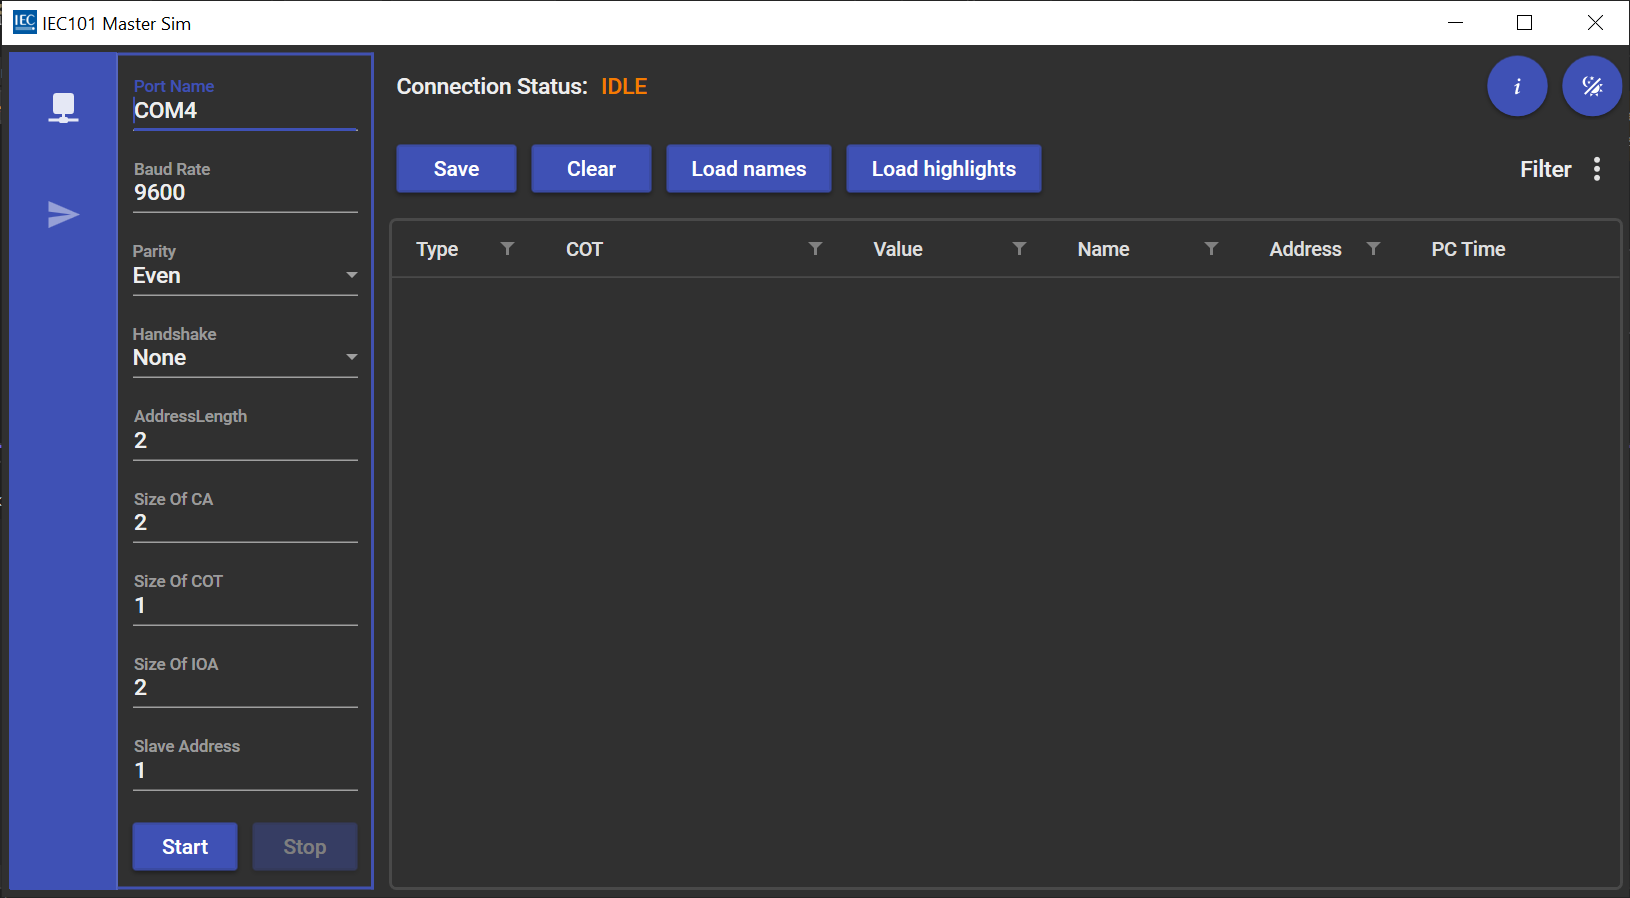 IEC IEC101 Master Sim
Port Name
COM4
Baud Rate
9600
Parity
Even
Handshake
None
AddressLength
2
Size Of CA
2
Size Of COT
1
Size Of IOA
2
Slave Address
1
Start Stop
Connection Status: IDLE
i
Save Clear Load names Load highlights Filter
Type COT Value Name Address PC Time